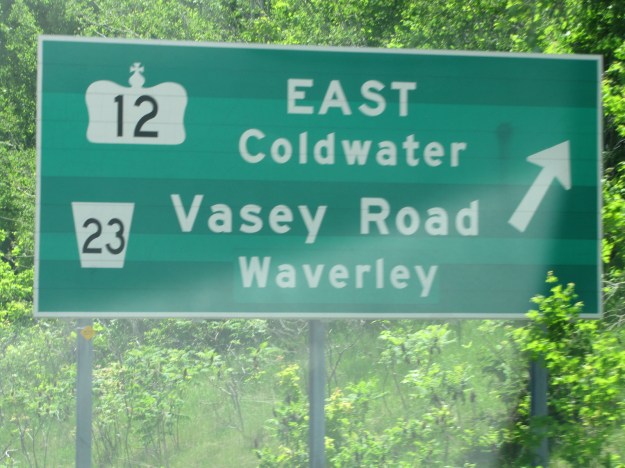 12 EAST
Coldwater
23 Vasey Road
Waverley